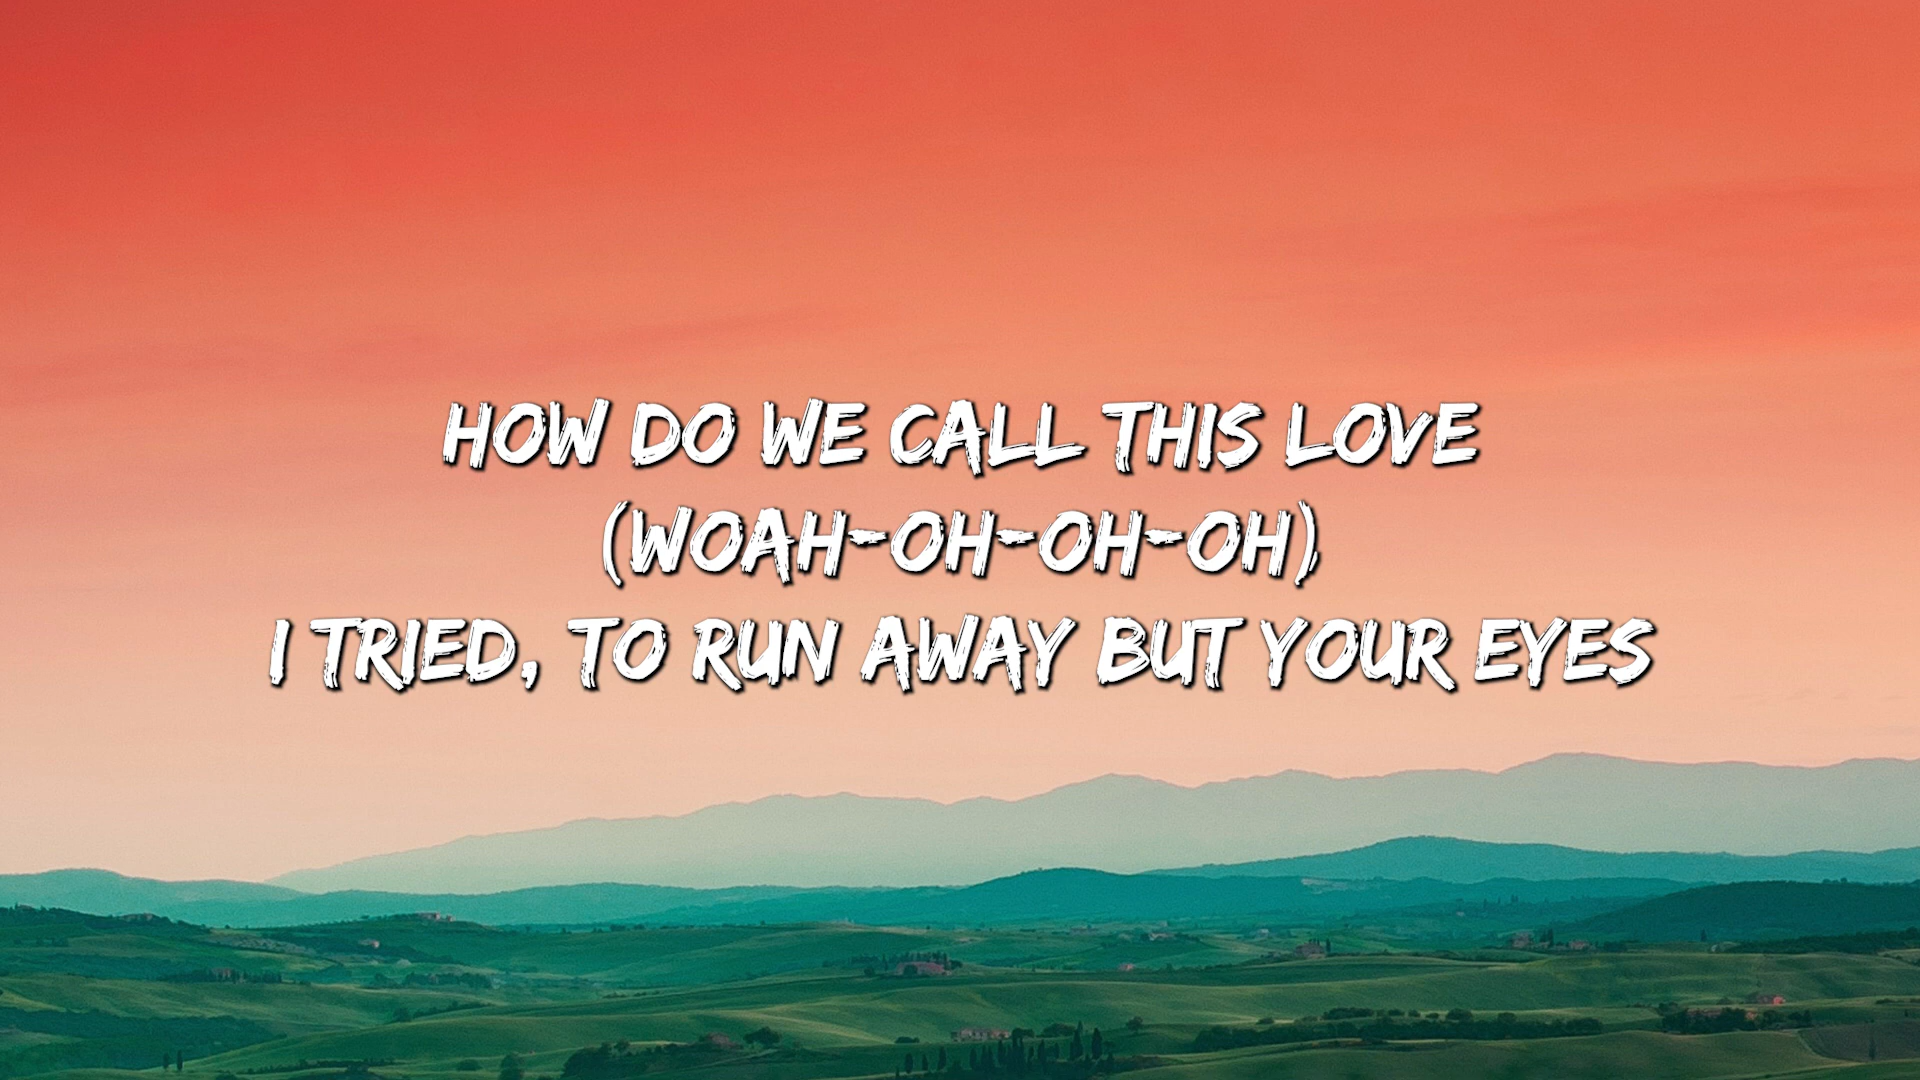 HOW DO WE CALL THIS LOVE
(WOAH-OH-OH-OH)
I TRIED, TO RUN AWAY BUT YOUR EYES